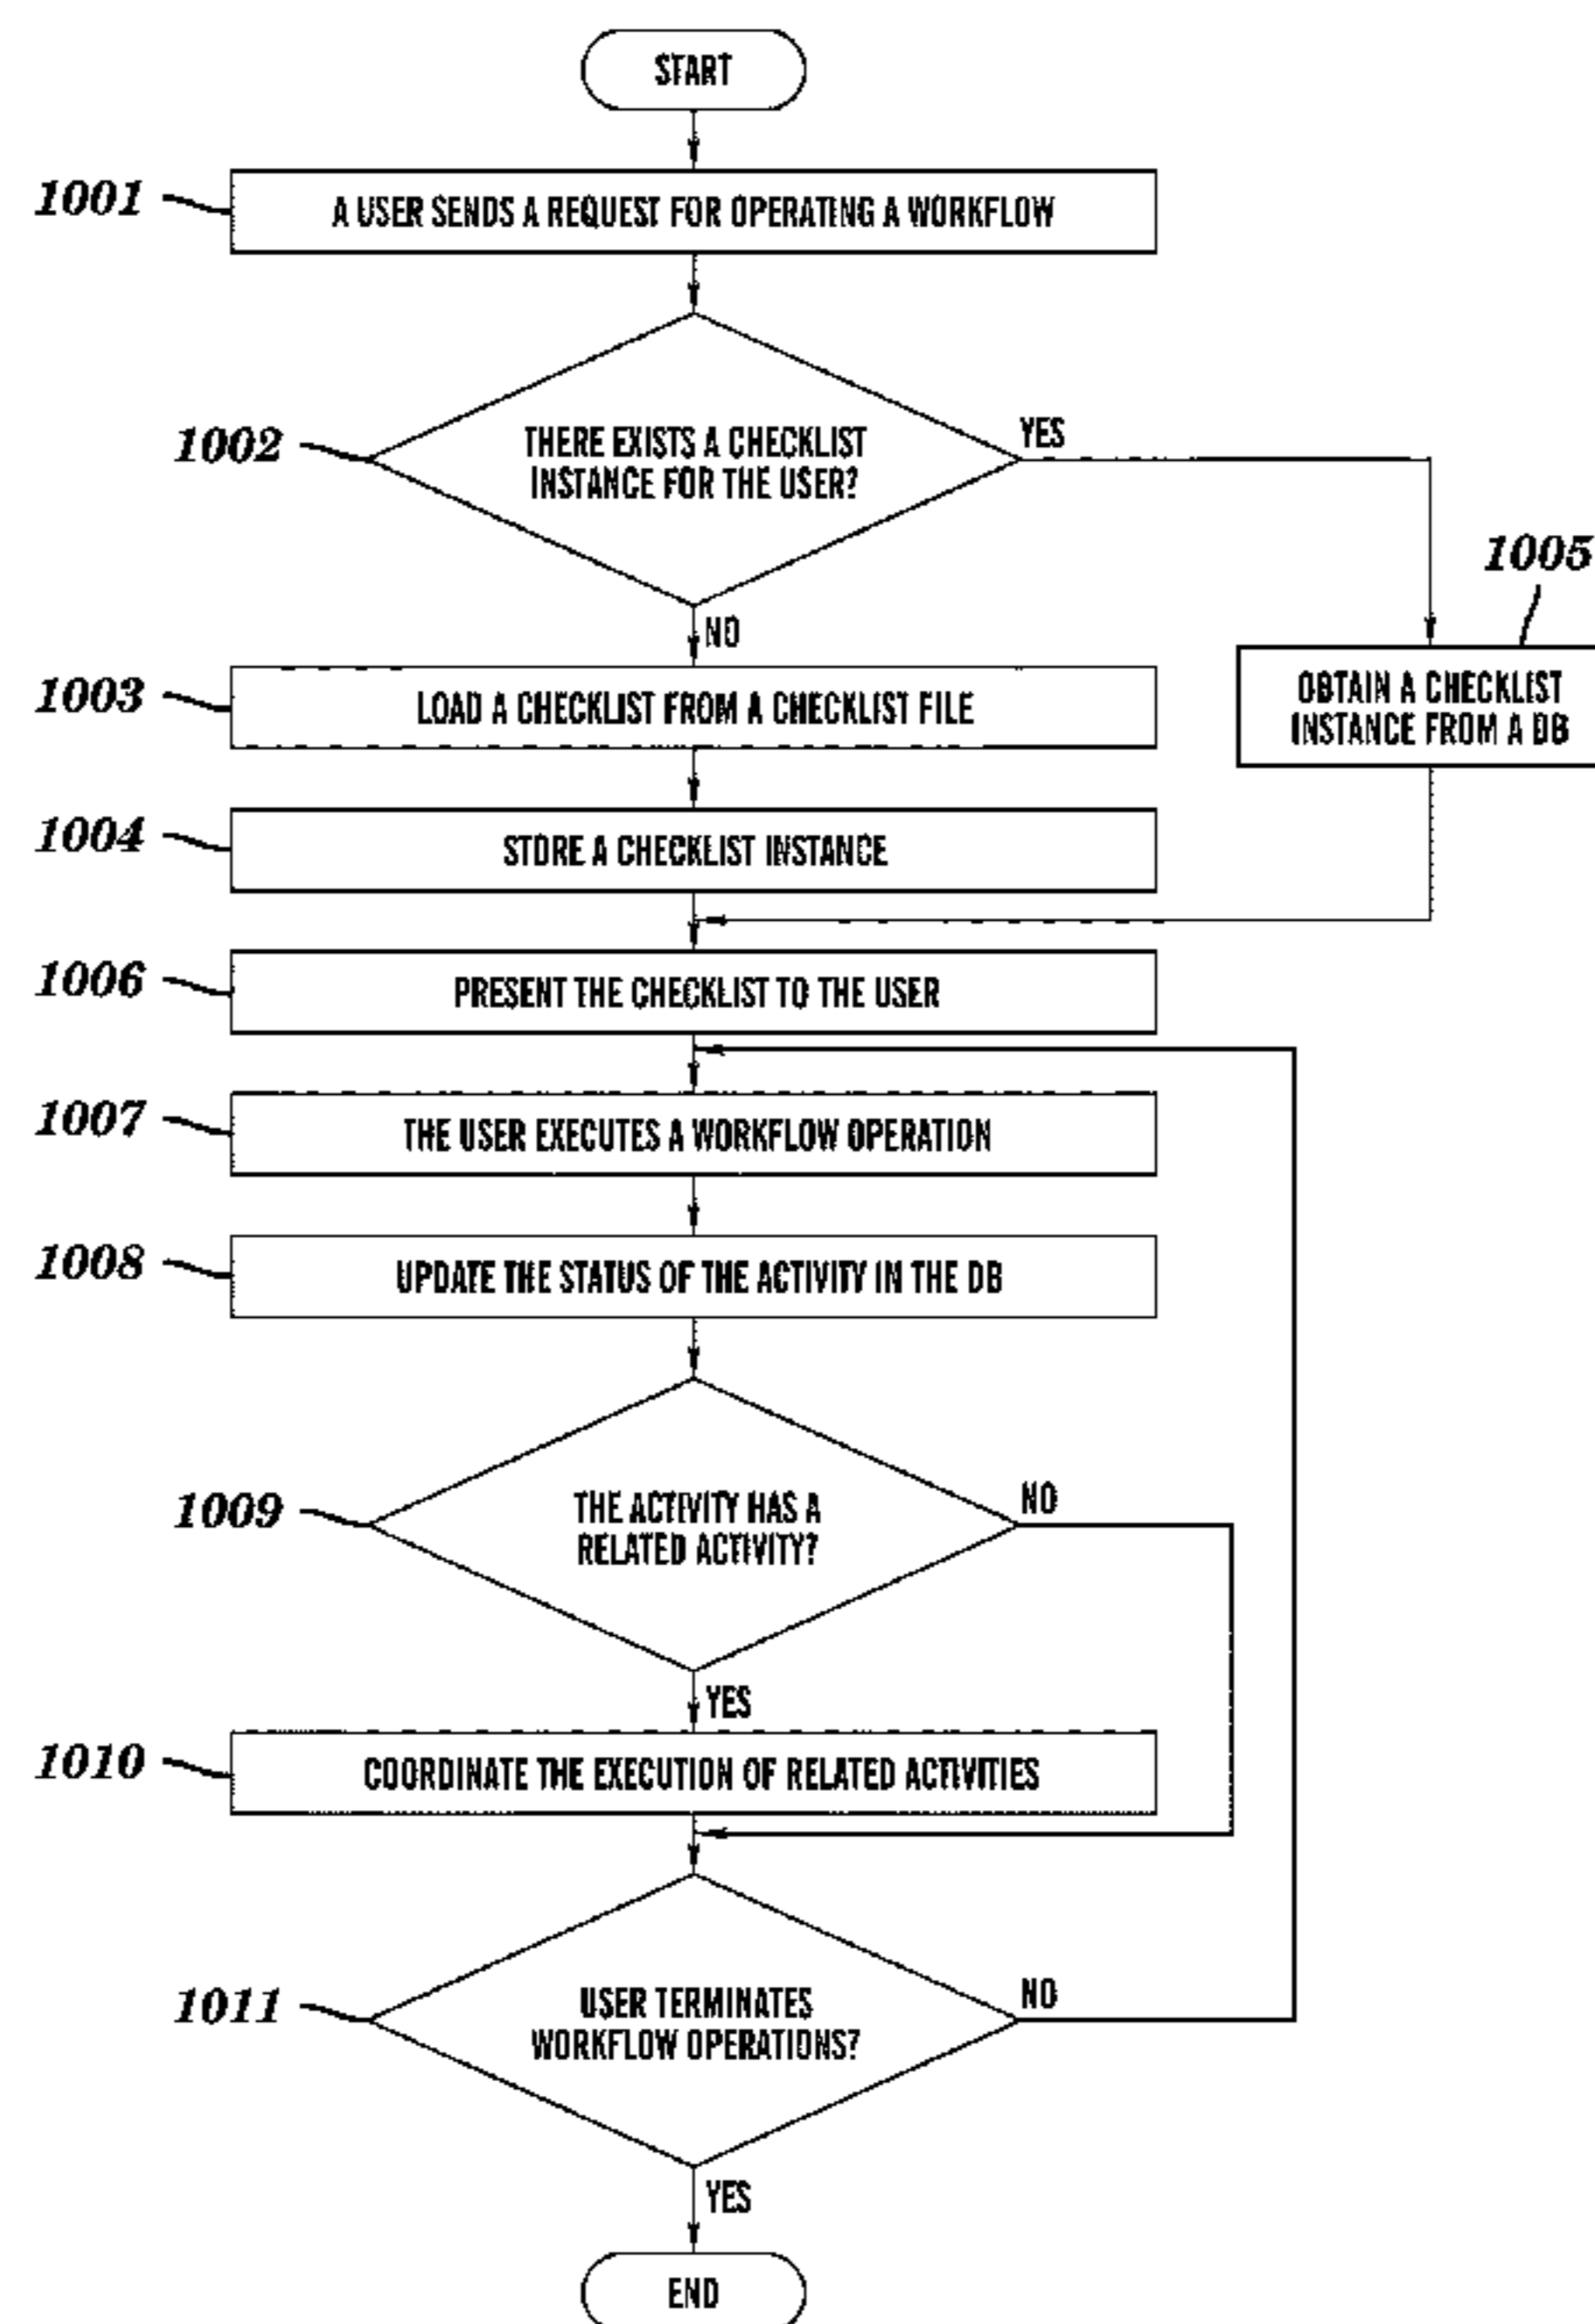 START
1001
A USER SENDS A REQUEST FOR OPERATING A WORKFLOW
1002
THERE EXISTS A CHECKLIST
INSTANCE FOR THE USER?
YES
NO
1005
OBTAIN A CHECKLIST
INSTANCE FROM A DB
1003
LOAD A CHECKLIST FROM A CHECKLIST FILE
1004
STORE A CHECKLIST INSTANCE
1006
PRESENT THE CHECKLIST TO THE USER
1007
THE USER EXECUTES A WORKFLOW OPERATION
1008
UPDATE THE STATUS OF THE ACTIVITY IN THE DB
1009
THE ACTIVITY HAS A
RELATED ACTIVITY?
NO
YES
1010
COORDINATE THE EXECUTION OF RELATED ACTIVITIES
1011
USER TERMINATES
WORKFLOW OPERATIONS?
NO
YES
END